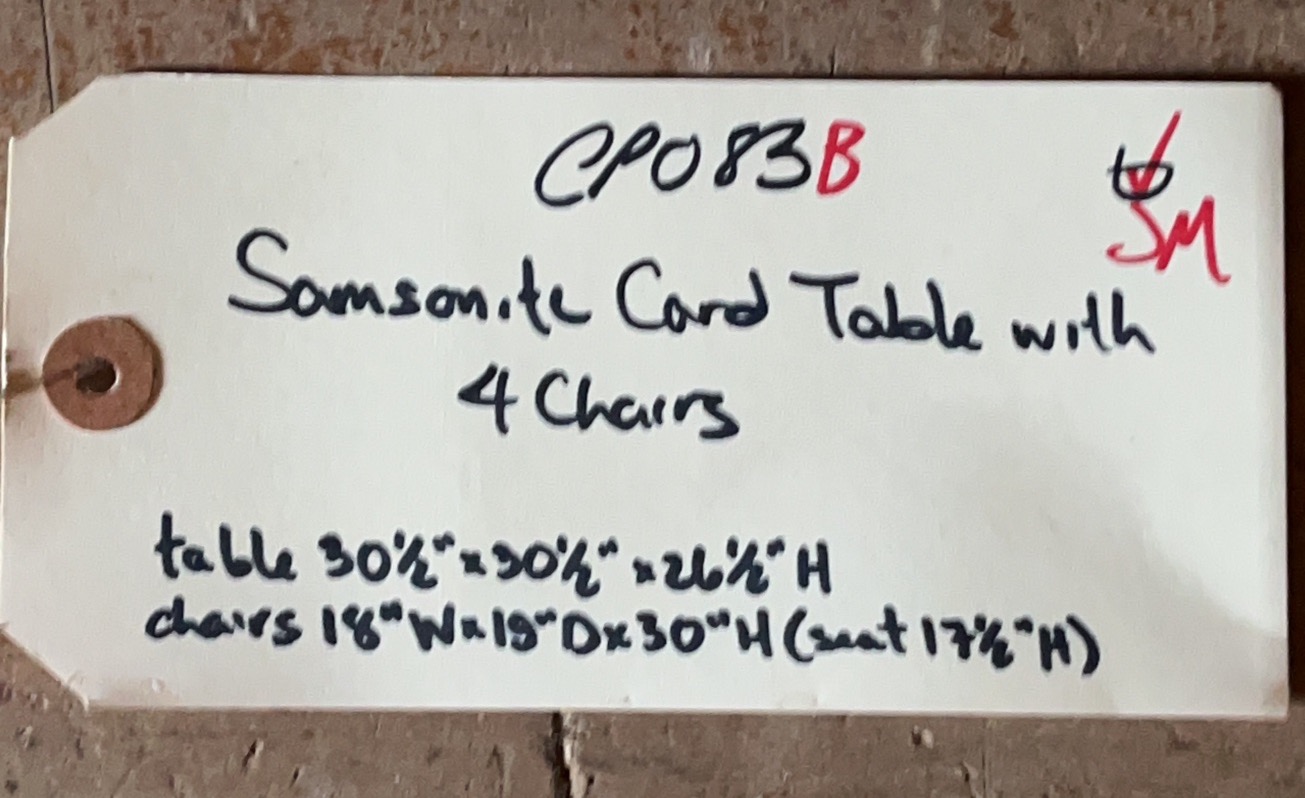 CP083B
SM
Samsonite Card Table with
4 Chairs
table 30½" x 30½" x 26½" H
chairs 18" W x 19" D x 30" H (seat 17½" H)